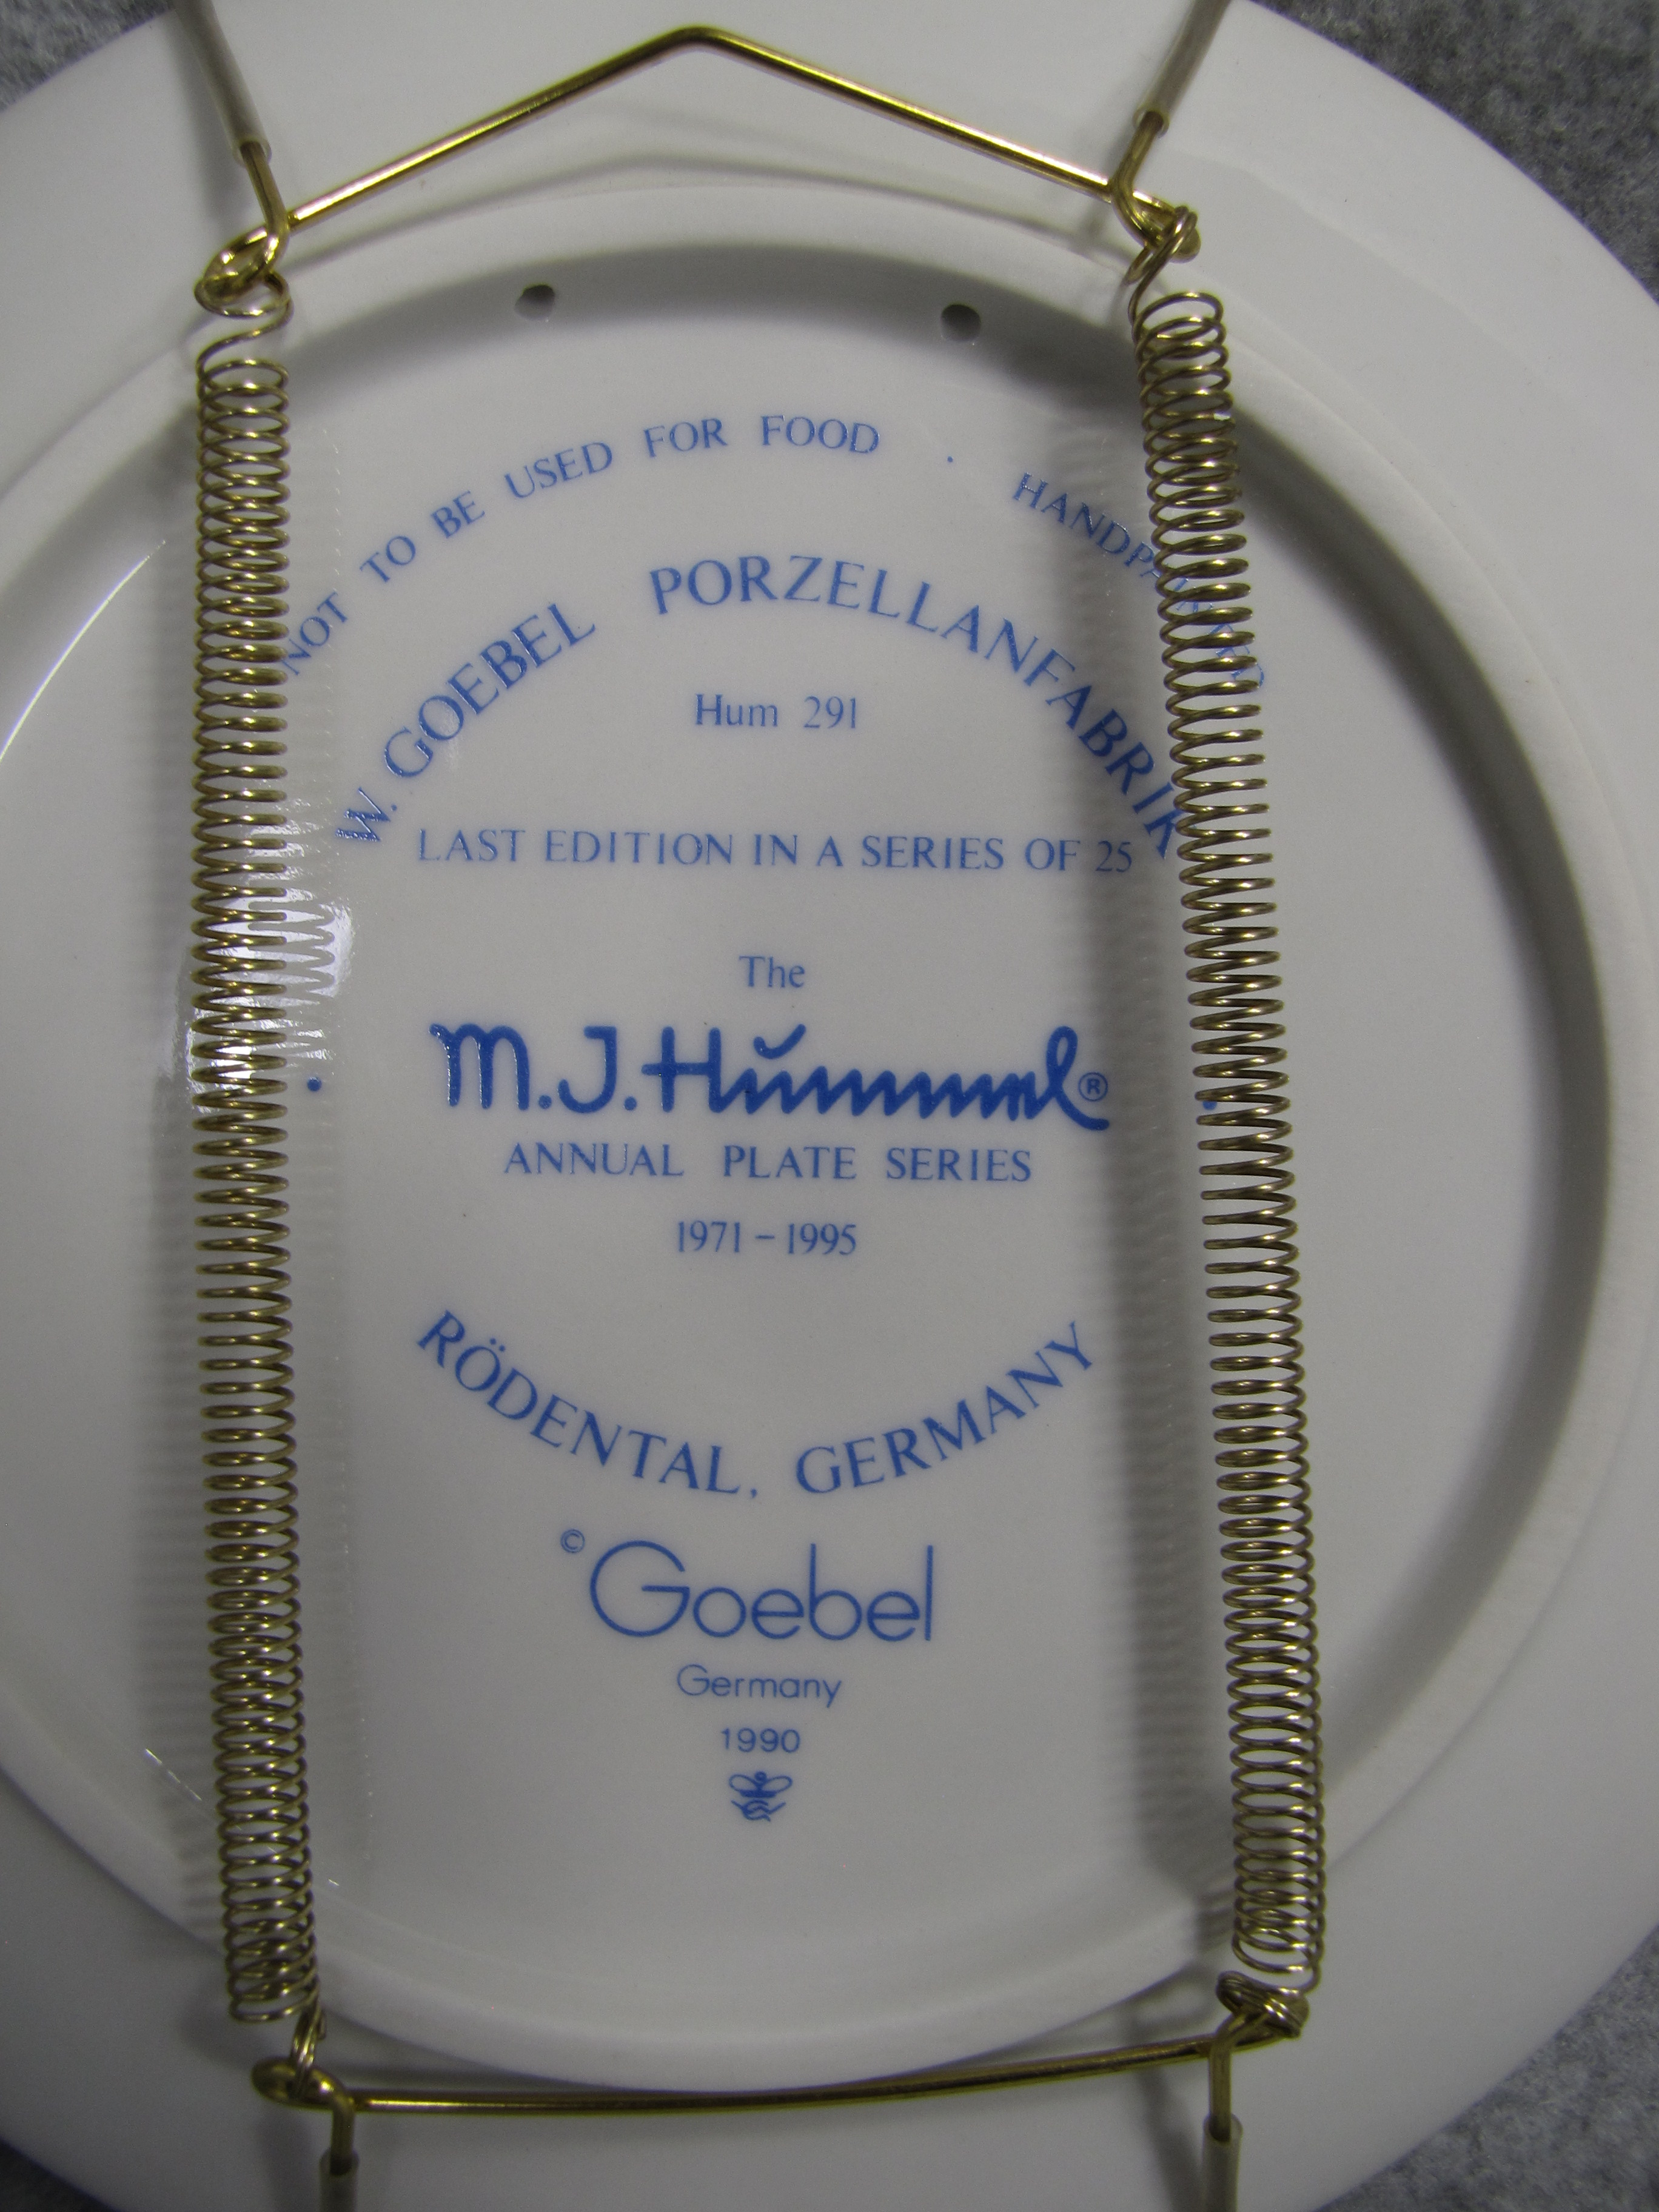 NOT TO BE USED FOR FOOD · HANDPAINTED
W. GOEBEL PORZELLANFABRIK
Hum 291
LAST EDITION IN A SERIES OF 25
The
M.J.Hummel®
ANNUAL PLATE SERIES
1971-1995
RÖDENTAL, GERMANY
©Goebel
Germany
1990